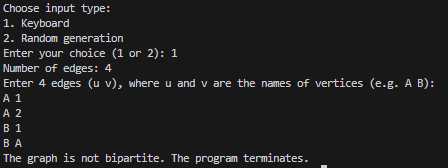 Choose input type:
1. Keyboard
2. Random generation
Enter your choice (1 or 2): 1
Number of edges: 4
Enter 4 edges (u v), where u and v are the names of vertices (e.g. A B):
A 1
A 2
B 1
B A
The graph is not bipartite. The program terminates.